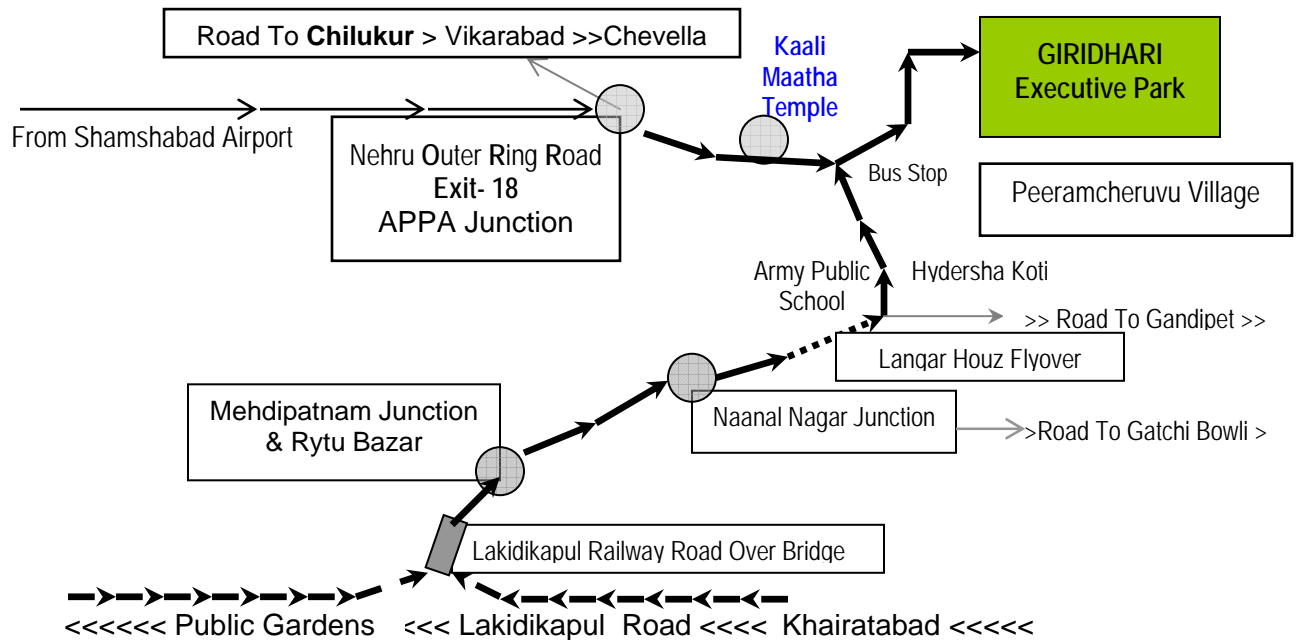 Road To Chilukur > Vikarabad >>Chevella
Kaali
Maatha
Temple
GIRIDHARI
Executive Park
From Shamshabad Airport
Nehru Outer Ring Road
Exit- 18
APPA Junction
Bus Stop
Peeramcheruvu Village
Army Public
School
Hydersha Koti
>> Road To Gandipet >>
Langar Houz Flyover
Mehdipatnam Junction
& Rytu Bazar
Naanal Nagar Junction
>Road To Gatchi Bowli >
Lakidikapul Railway Road Over Bridge
<<<<<< Public Gardens <<< Lakidikapul Road <<<< Khairatabad <<<<<